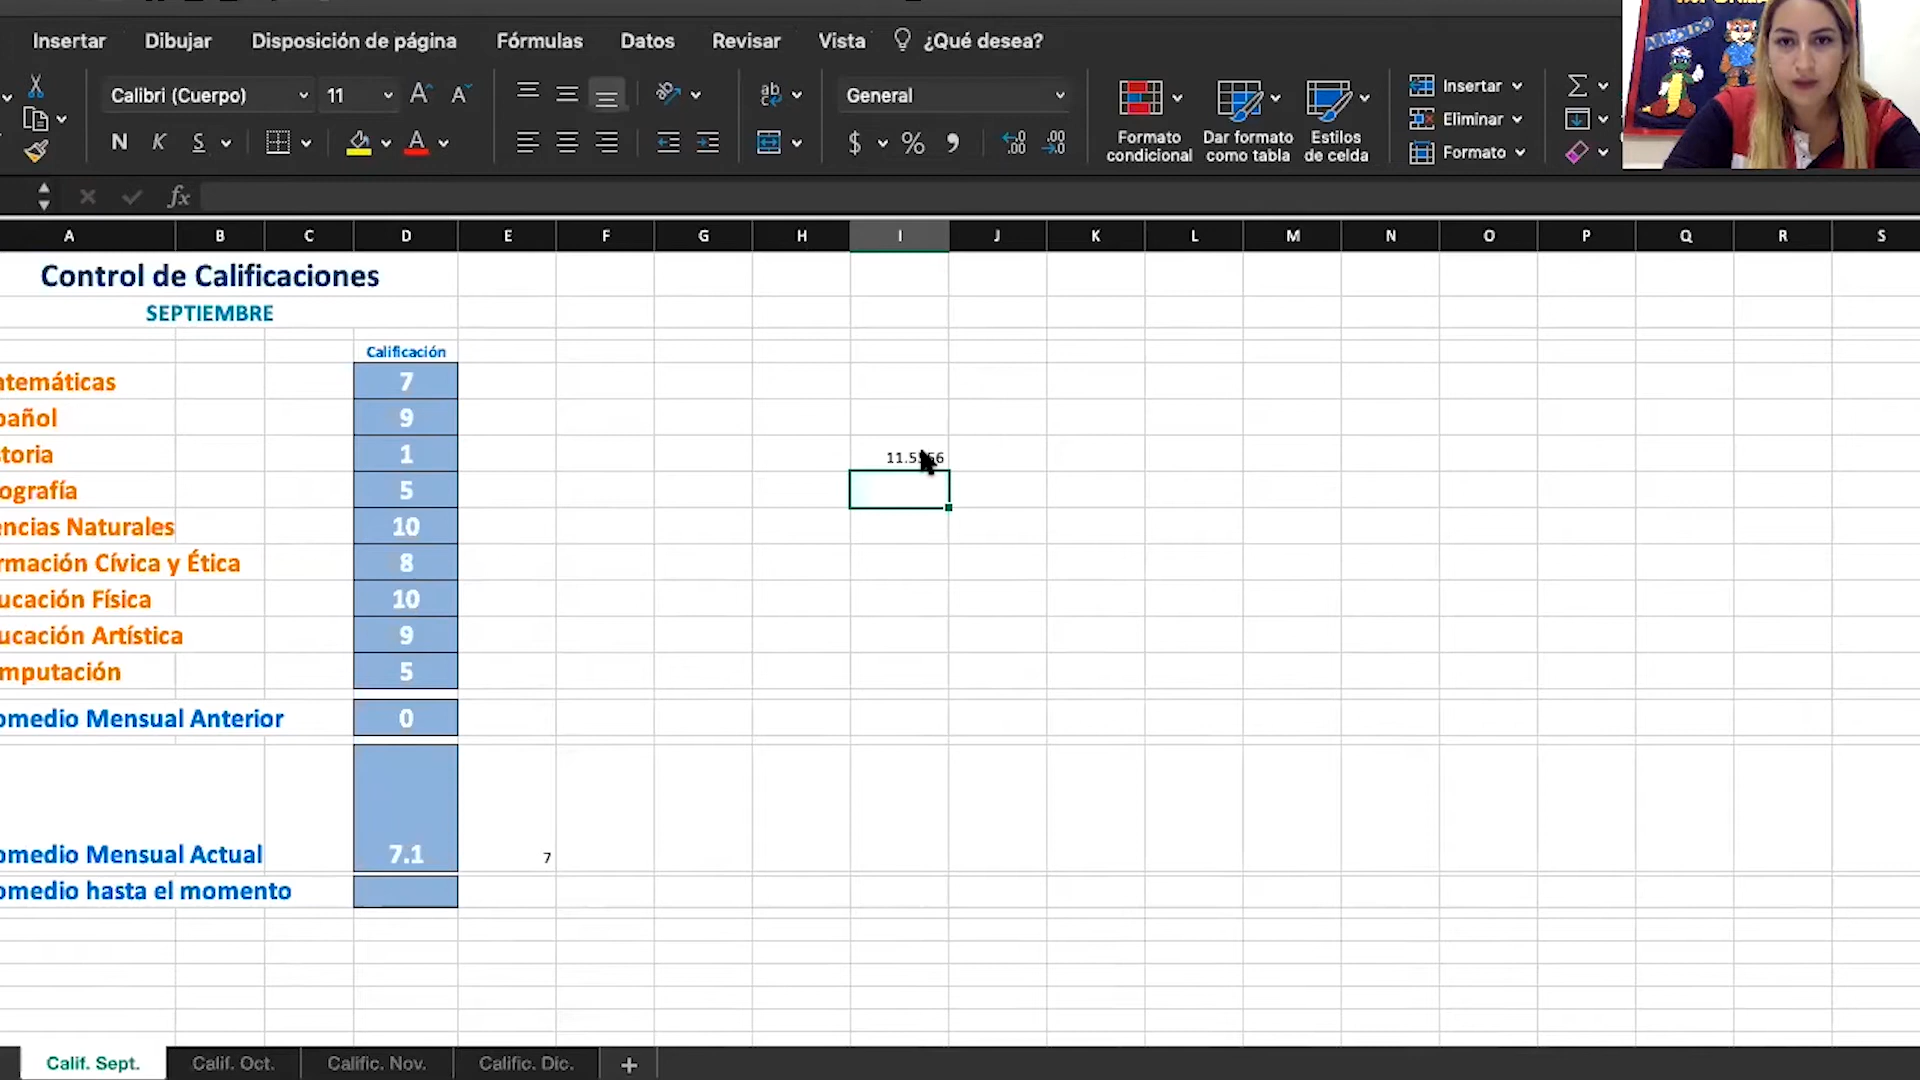 Insertar Dibujar Disposición de página Fórmulas Datos Revisar Vista ¿Qué desea?
ARNOLDO
Calibri (Cuerpo) 11 A A General Insertar
Eliminar
N K S A $ % Formato condicional Dar formato como tabla Estilos de celda Formato
fx
A B C D E F G H I J K L M N O P Q R S
Control de Calificaciones
SEPTIEMBRE
Calificación
temáticas 7
pañol 9
toria 1
ografía 5
encias Naturales 10
rmación Cívica y Ética 8
ucación Física 10
ucación Artística 9
mputación 5
omedio Mensual Anterior 0
omedio Mensual Actual 7.1 7
omedio hasta el momento
Calif. Sept. Calif. Oct. Calific. Nov. Calific. Dic. +